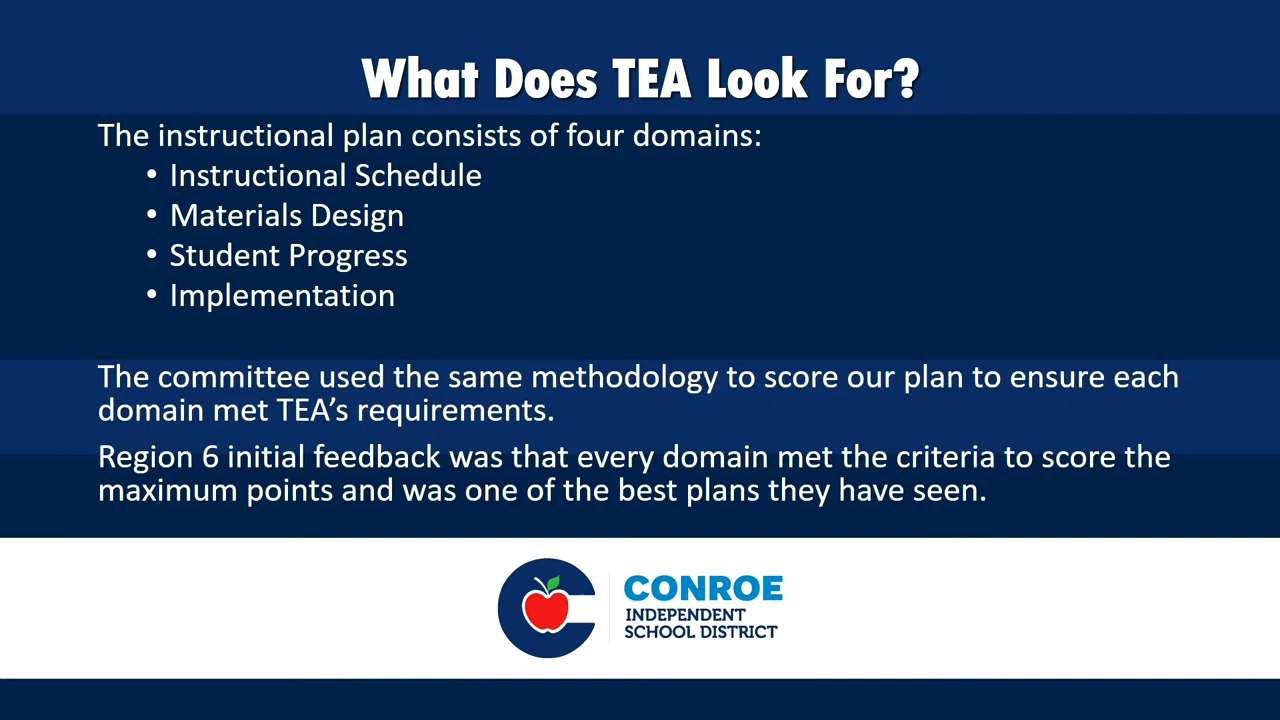 What Does TEA Look For?
The instructional plan consists of four domains:
• Instructional Schedule
• Materials Design
• Student Progress
• Implementation
The committee used the same methodology to score our plan to ensure each
domain met TEA’s requirements.
Region 6 initial feedback was that every domain met the criteria to score the
maximum points and was one of the best plans they have seen.
CONROE
INDEPENDENT
SCHOOL DISTRICT